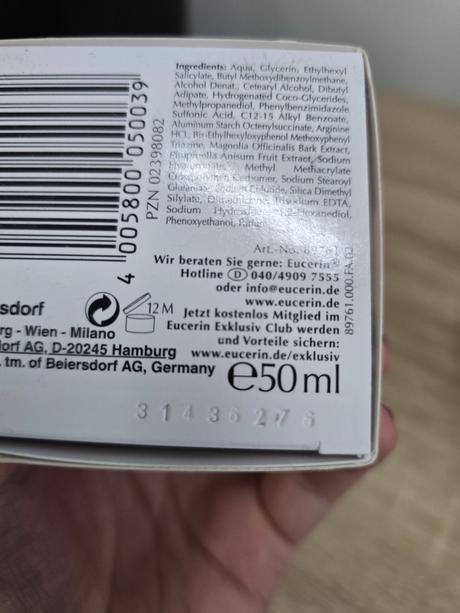 Ingredients: Aqua, Glycerin, Ethylhexyl
Salicylate, Butyl Methoxydibenzoylmethane,
Alcohol Denat., Cetearyl Alcohol, Dibutyl
Adipate, Hydrogenated Coco-Glycerides,
Methylpropanediol, Phenylbenzimidazole
Sulfonic Acid, C12-15 Alkyl Benzoate,
Aluminum Starch Octenylsuccinate, Arginine
HCl, Bis-Ethylhexyloxyphenol Methoxyphenyl
Triazine, Magnolia Officinalis Bark Extract,
Pimpinella Anisum Fruit Extract, Sodium
Methyl Methacrylate
Carbomer, Sodium Stearoyl
Glutamate, Sodium Chloride, Silica Dimethyl
Silylate, Trisodium EDTA,
Sodium 1,2-Hexanediol,
Phenoxyethanol, Parfum
4 005800 050039
PZN 02398082
Art.-No.
Wir beraten Sie gerne: Eucerin®
Hotline D 040/4909 7555
oder info@eucerin.de
www.eucerin.de
Jetzt kostenlos Mitglied im
Eucerin Exklusiv Club werden
und Vorteile sichern:
www.eucerin.de/exklusiv
89761.000.FA.02
12 M
sdorf
rg - Wien - Milano
dorf AG, D-20245 Hamburg
. tm. of Beiersdorf AG, Germany
℮50 ml
31436276